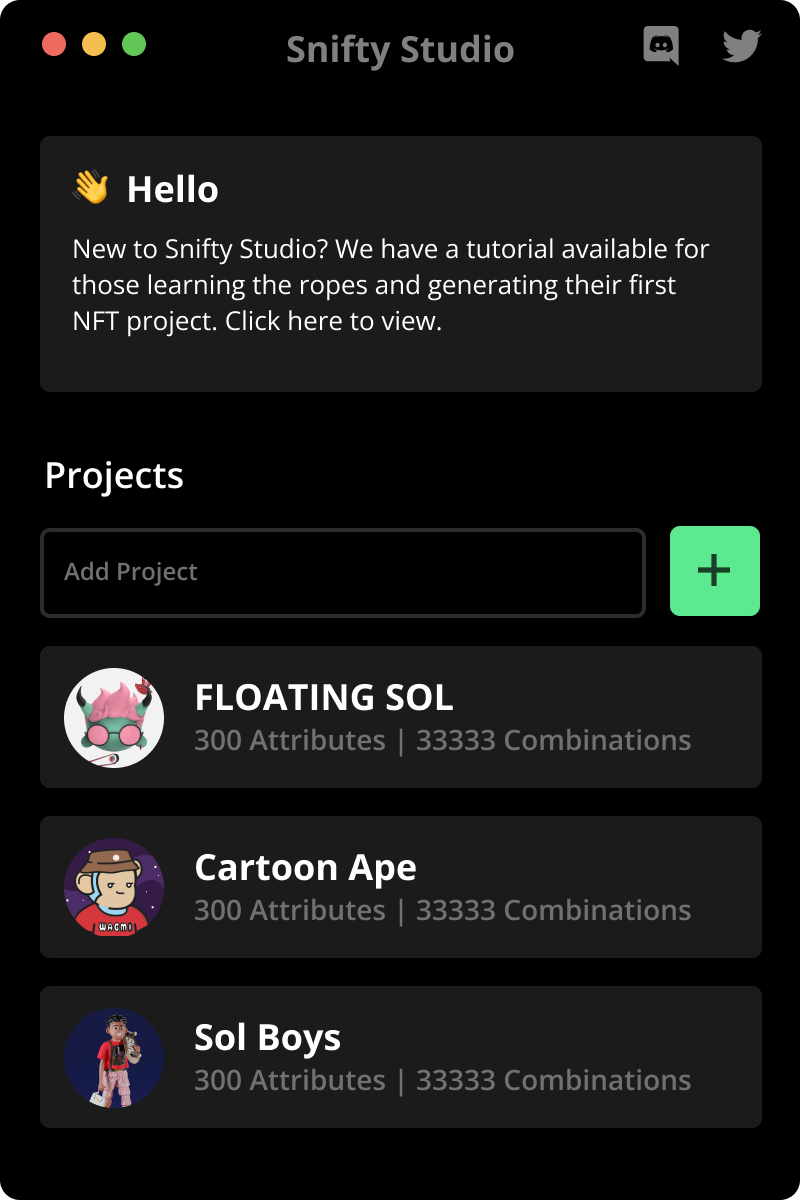 Snifty Studio
👋 Hello
New to Snifty Studio? We have a tutorial available for
those learning the ropes and generating their first
NFT project. Click here to view.
Projects
Add Project
+
FLOATING SOL
300 Attributes | 33333 Combinations
Cartoon Ape
300 Attributes | 33333 Combinations
WAGMI
Sol Boys
300 Attributes | 33333 Combinations